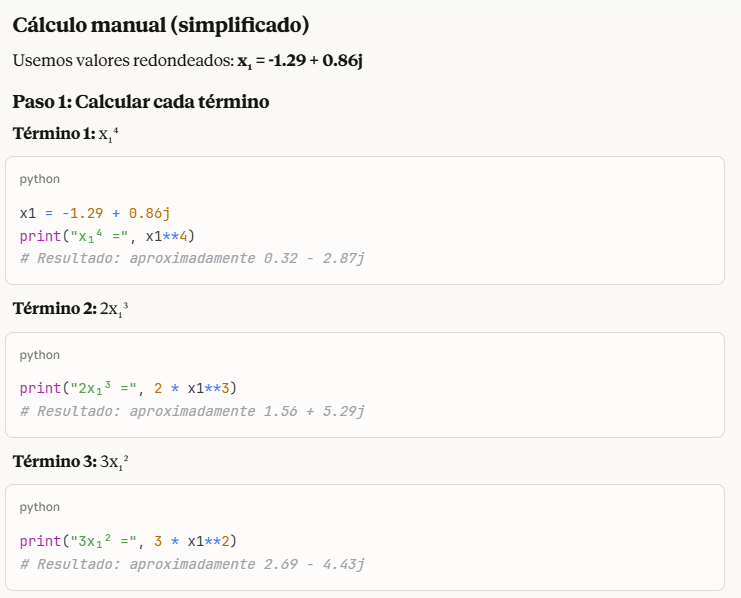 Cálculo manual (simplificado)
Usemos valores redondeados: x₁ = -1.29 + 0.86j
Paso 1: Calcular cada término
Término 1: x₁⁴
python
x1 = -1.29 + 0.86j
print("x₁⁴ =", x1**4)
# Resultado: aproximadamente 0.32 - 2.87j
Término 2: 2x₁³
python
print("2x₁³ =", 2 * x1**3)
# Resultado: aproximadamente 1.56 + 5.29j
Término 3: 3x₁²
python
print("3x₁² =", 3 * x1**2)
# Resultado: aproximadamente 2.69 - 4.43j